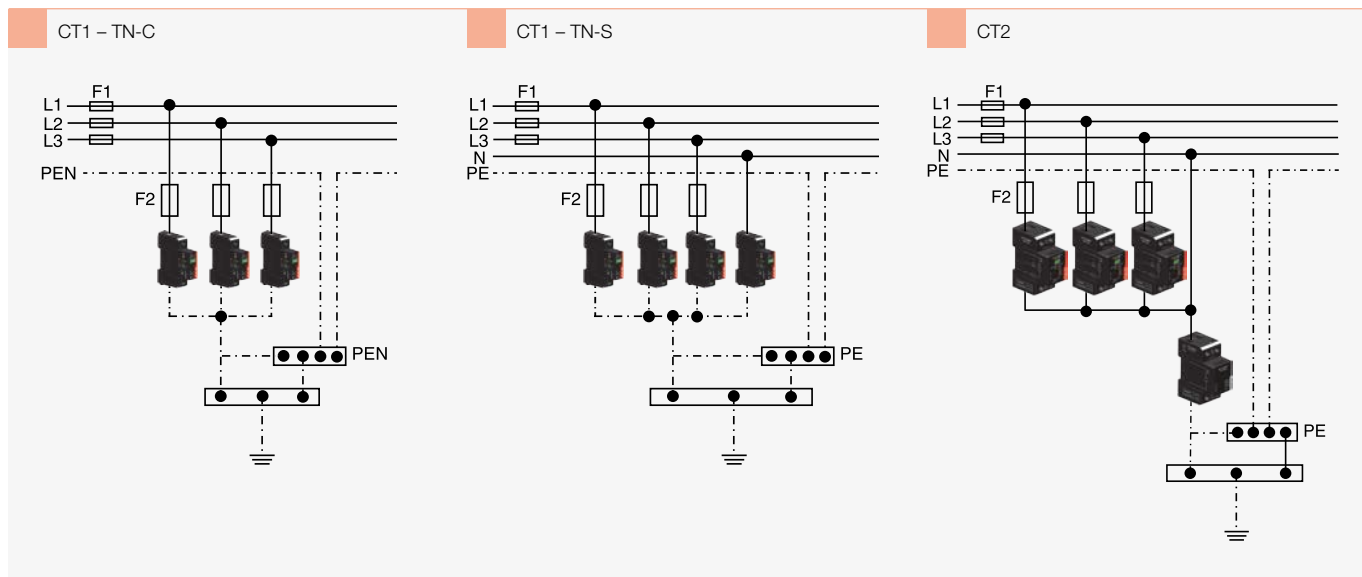 CT1 – TN-C
F1
L1
L2
L3
PEN
F2
PEN
CT1 – TN-S
F1
L1
L2
L3
N
PE
F2
PE
CT2
F1
L1
L2
L3
N
PE
F2
PE